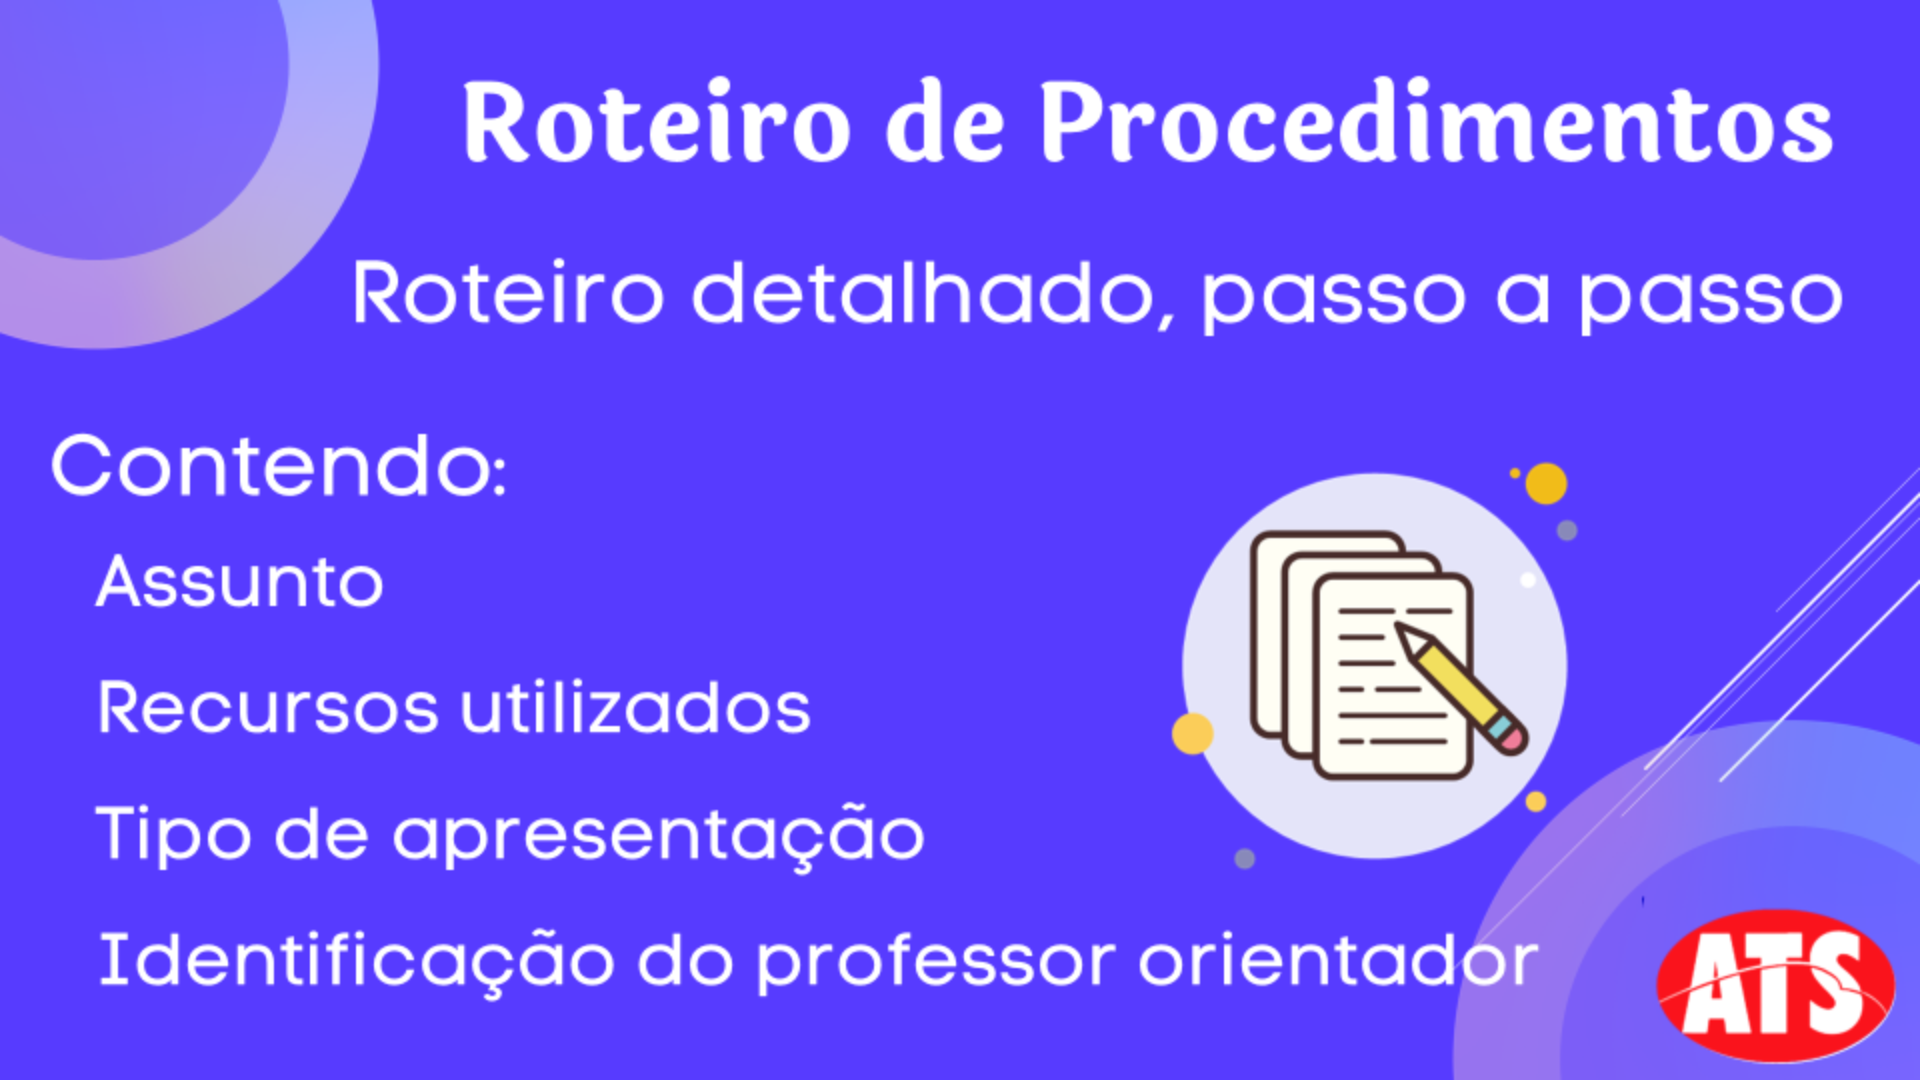 Roteiro de Procedimentos
Roteiro detalhado, passo a passo
Contendo:
Assunto
Recursos utilizados
Tipo de apresentação
Identificação do professor orientador
ATS